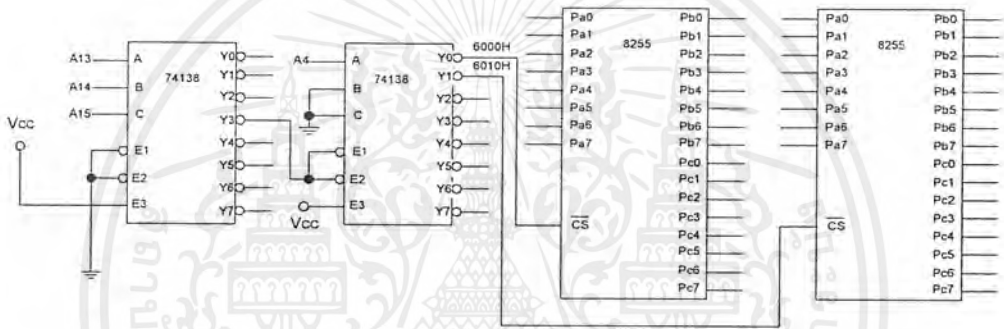 A13
A14
A15
Vcc
A
B
C
E1
E2
E3
74138
Y0
Y1
Y2
Y3
Y4
Y5
Y6
Y7
A4
Vcc
A
B
C
E1
E2
E3
74138
Y0
Y1
Y2
Y3
Y4
Y5
Y6
Y7
6000H
6010H
Pa0
Pa1
Pa2
Pa3
Pa4
Pa5
Pa6
Pa7
CS
8255
Pb0
Pb1
Pb2
Pb3
Pb4
Pb5
Pb6
Pb7
Pc0
Pc1
Pc2
Pc3
Pc4
Pc5
Pc6
Pc7
Pa0
Pa1
Pa2
Pa3
Pa4
Pa5
Pa6
Pa7
CS
8255
Pb0
Pb1
Pb2
Pb3
Pb4
Pb5
Pb6
Pb7
Pc0
Pc1
Pc2
Pc3
Pc4
Pc5
Pc6
Pc7